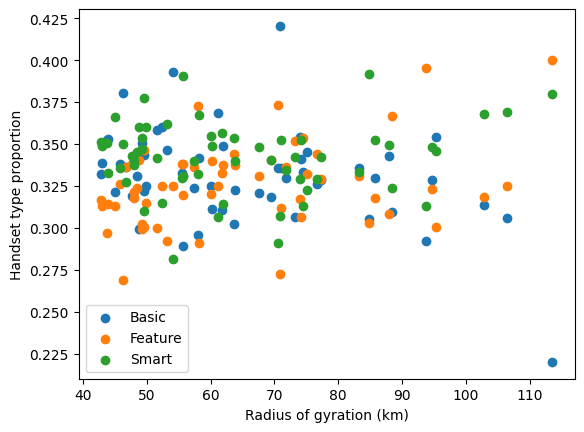 0.425
0.400
0.375
0.350
0.325
0.300
0.275
0.250
0.225
Handset type proportion
Basic
Feature
Smart
40 50 60 70 80 90 100 110
Radius of gyration (km)